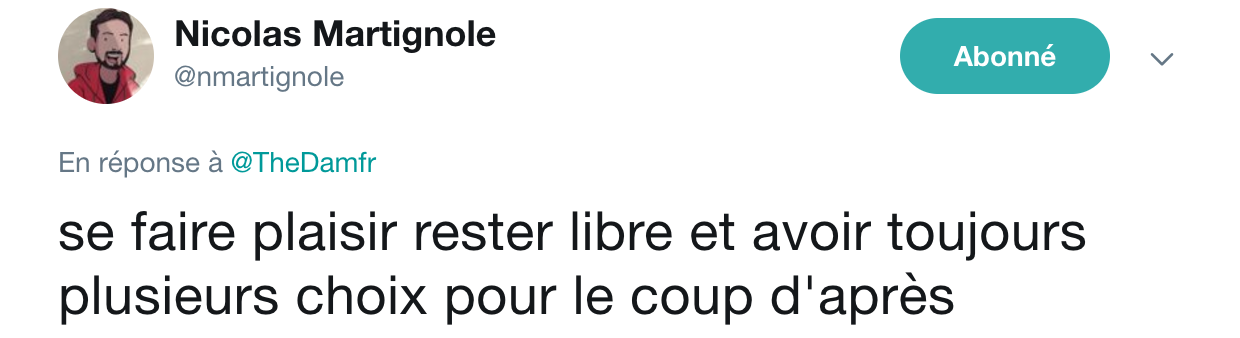 Nicolas Martignole
@nmartignole
Abonné
En réponse à @TheDamfr
se faire plaisir rester libre et avoir toujours
plusieurs choix pour le coup d'après